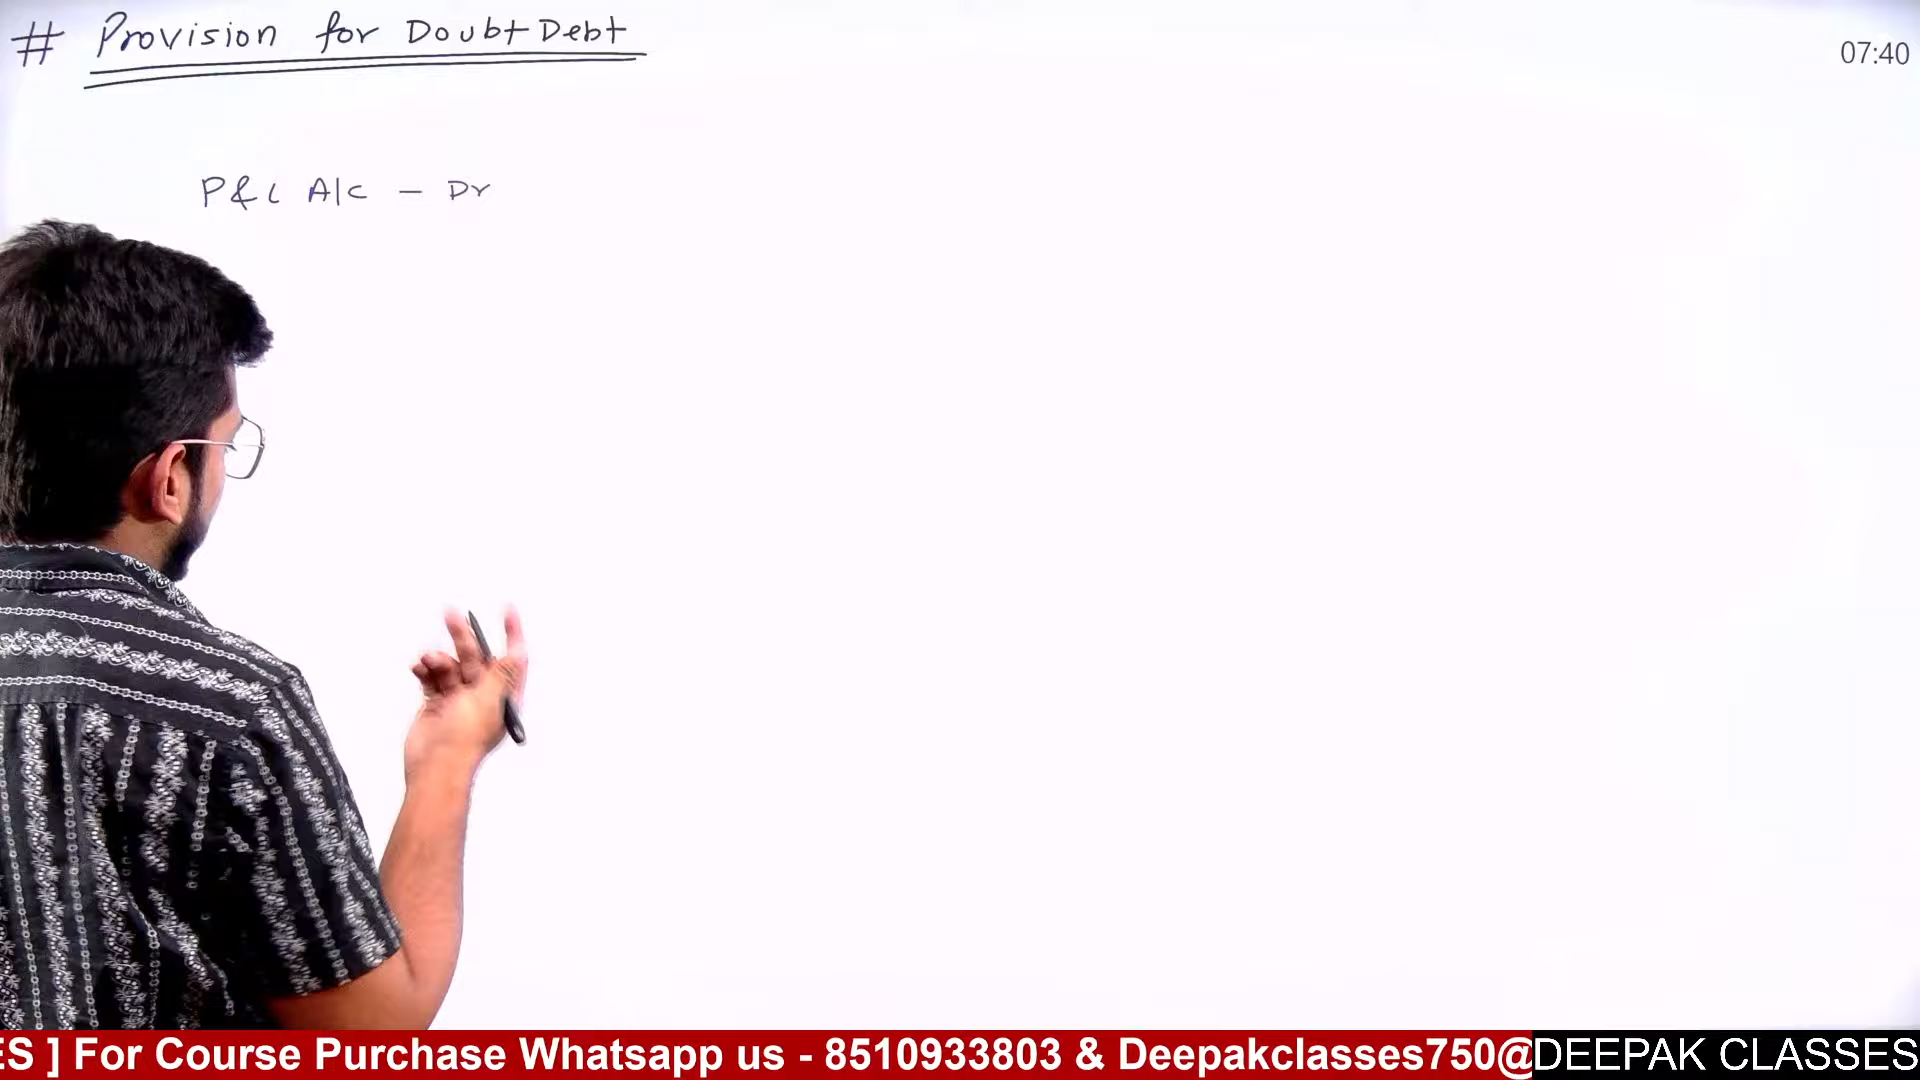 # Provision for Doubt Debt
07:40
P&L A/c - Dr
ES ] For Course Purchase Whatsapp us - 8510933803 & Deepakclasses750@
DEEPAK CLASSES